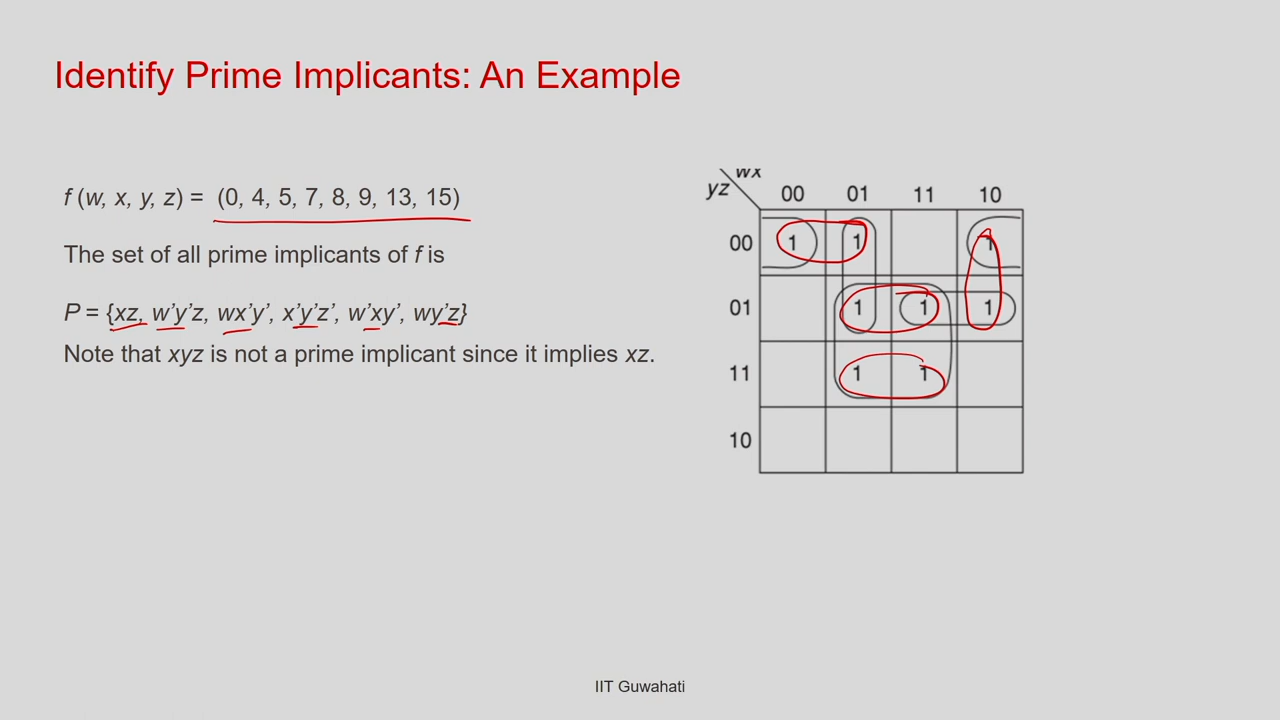 Identify Prime Implicants: An Example
f (w, x, y, z) = (0, 4, 5, 7, 8, 9, 13, 15)
The set of all prime implicants of f is
P = {xz, w’y’z, wx’y’, x’y’z’, w’xy’, wy’z}
Note that xyz is not a prime implicant since it implies xz.
wx
yz 00 01 11 10
00 1 1 1
01 1 1 1
11 1 1
10
IIT Guwahati